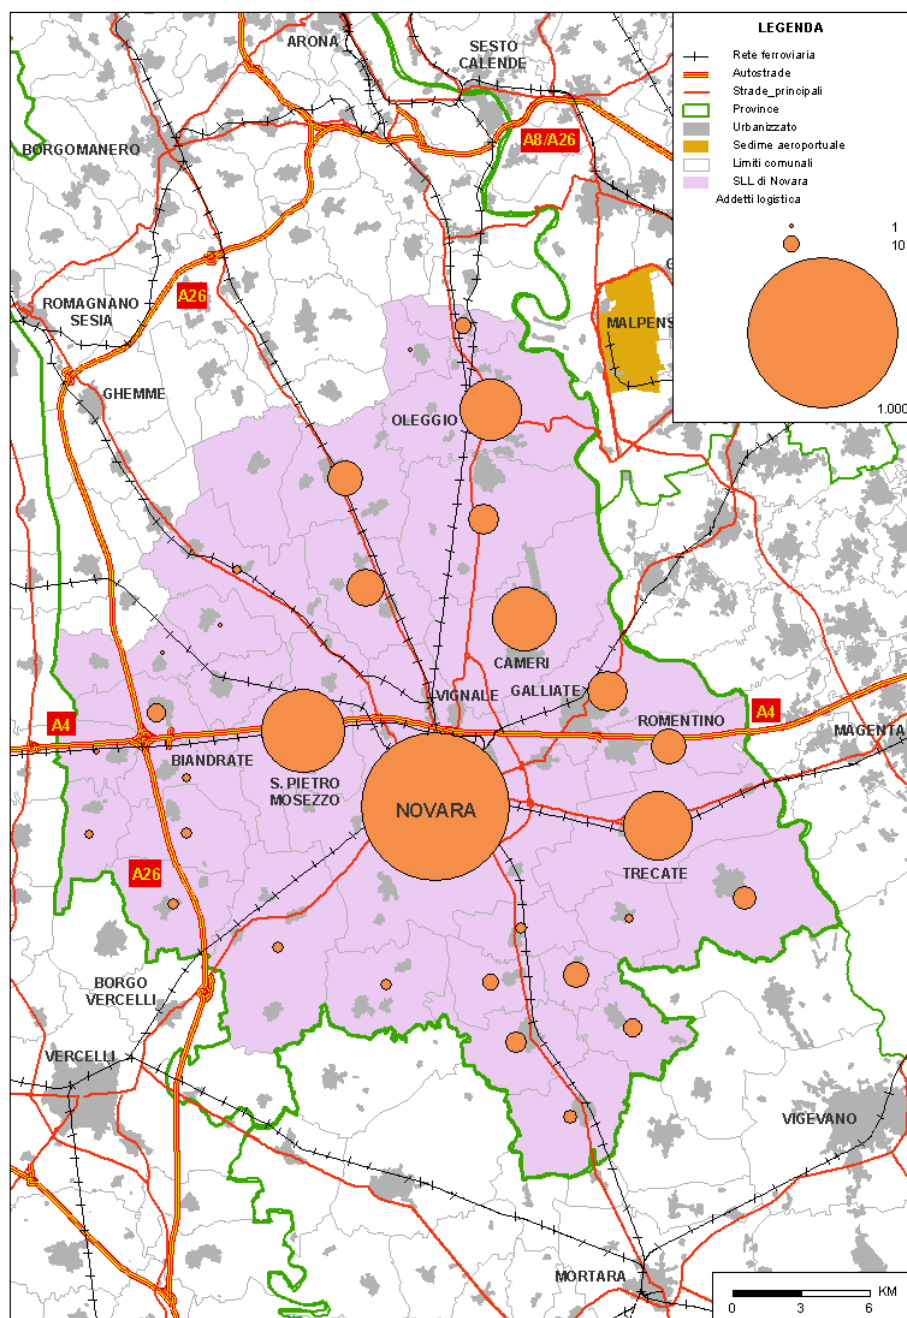 LEGENDA
Rete ferroviaria
Autostrade
Strade_principali
Province
Urbanizzato
Sedime aeroportuale
Limiti comunali
SLL di Novara
Addetti logistica
1
10
1.000
ARONA
SESTO
CALENDE
A8/A26
BORGOMANERO
A26
ROMAGNANO
SESIA
MALPENS
GHEMME
OLEGGIO
CAMERI
VIGNALE
GALLIATE
ROMENTINO
A4
A4
MAGENTA
BIANDRATE
S. PIETRO
MOSEZZO
NOVARA
A26
TRECATE
BORGO
VERCELLI
VERCELLI
VIGEVANO
MORTARA
KM
0
3
6